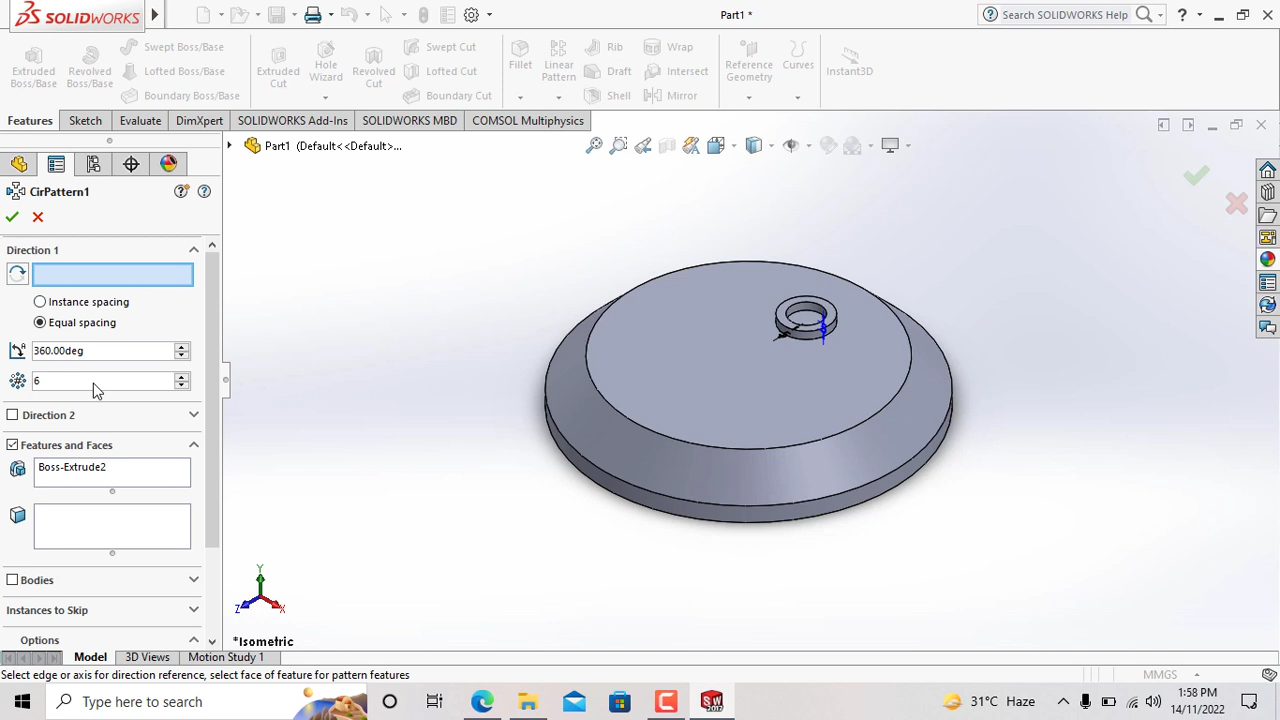 SOLIDWORKS
Part1 *
Search SOLIDWORKS
Extruded Boss/Base
Revolved Boss/Base
Swept Boss/Base
Lofted Boss/Base
Boundary Boss/Base
Extruded Cut
Hole Wizard
Revolved Cut
Swept Cut
Lofted Cut
Boundary Cut
Fillet
Linear Pattern
Rib
Draft
Shell
Wrap
Intersect
Mirror
Reference Geometry
Curves
Instant3D
Features
Sketch
Evaluate
DimXpert
SOLIDWORKS Add-Ins
SOLIDWORKS MBD
COMSOL Multiphysics
Part1 (Default<<Default>...
CirPattern1
Direction 1
Instance spacing
Equal spacing
360.00deg
6
Direction 2
Features and Faces
Boss-Extrude2
Bodies
Instances to Skip
Options
Y
Z
X
*Isometric
Model
3D Views
Motion Study 1
Select edge or axis for direction reference, select face of feature for pattern features
MMGS
Type here to search
SW
2017
31°C Haze
1:58 PM
14/11/2022